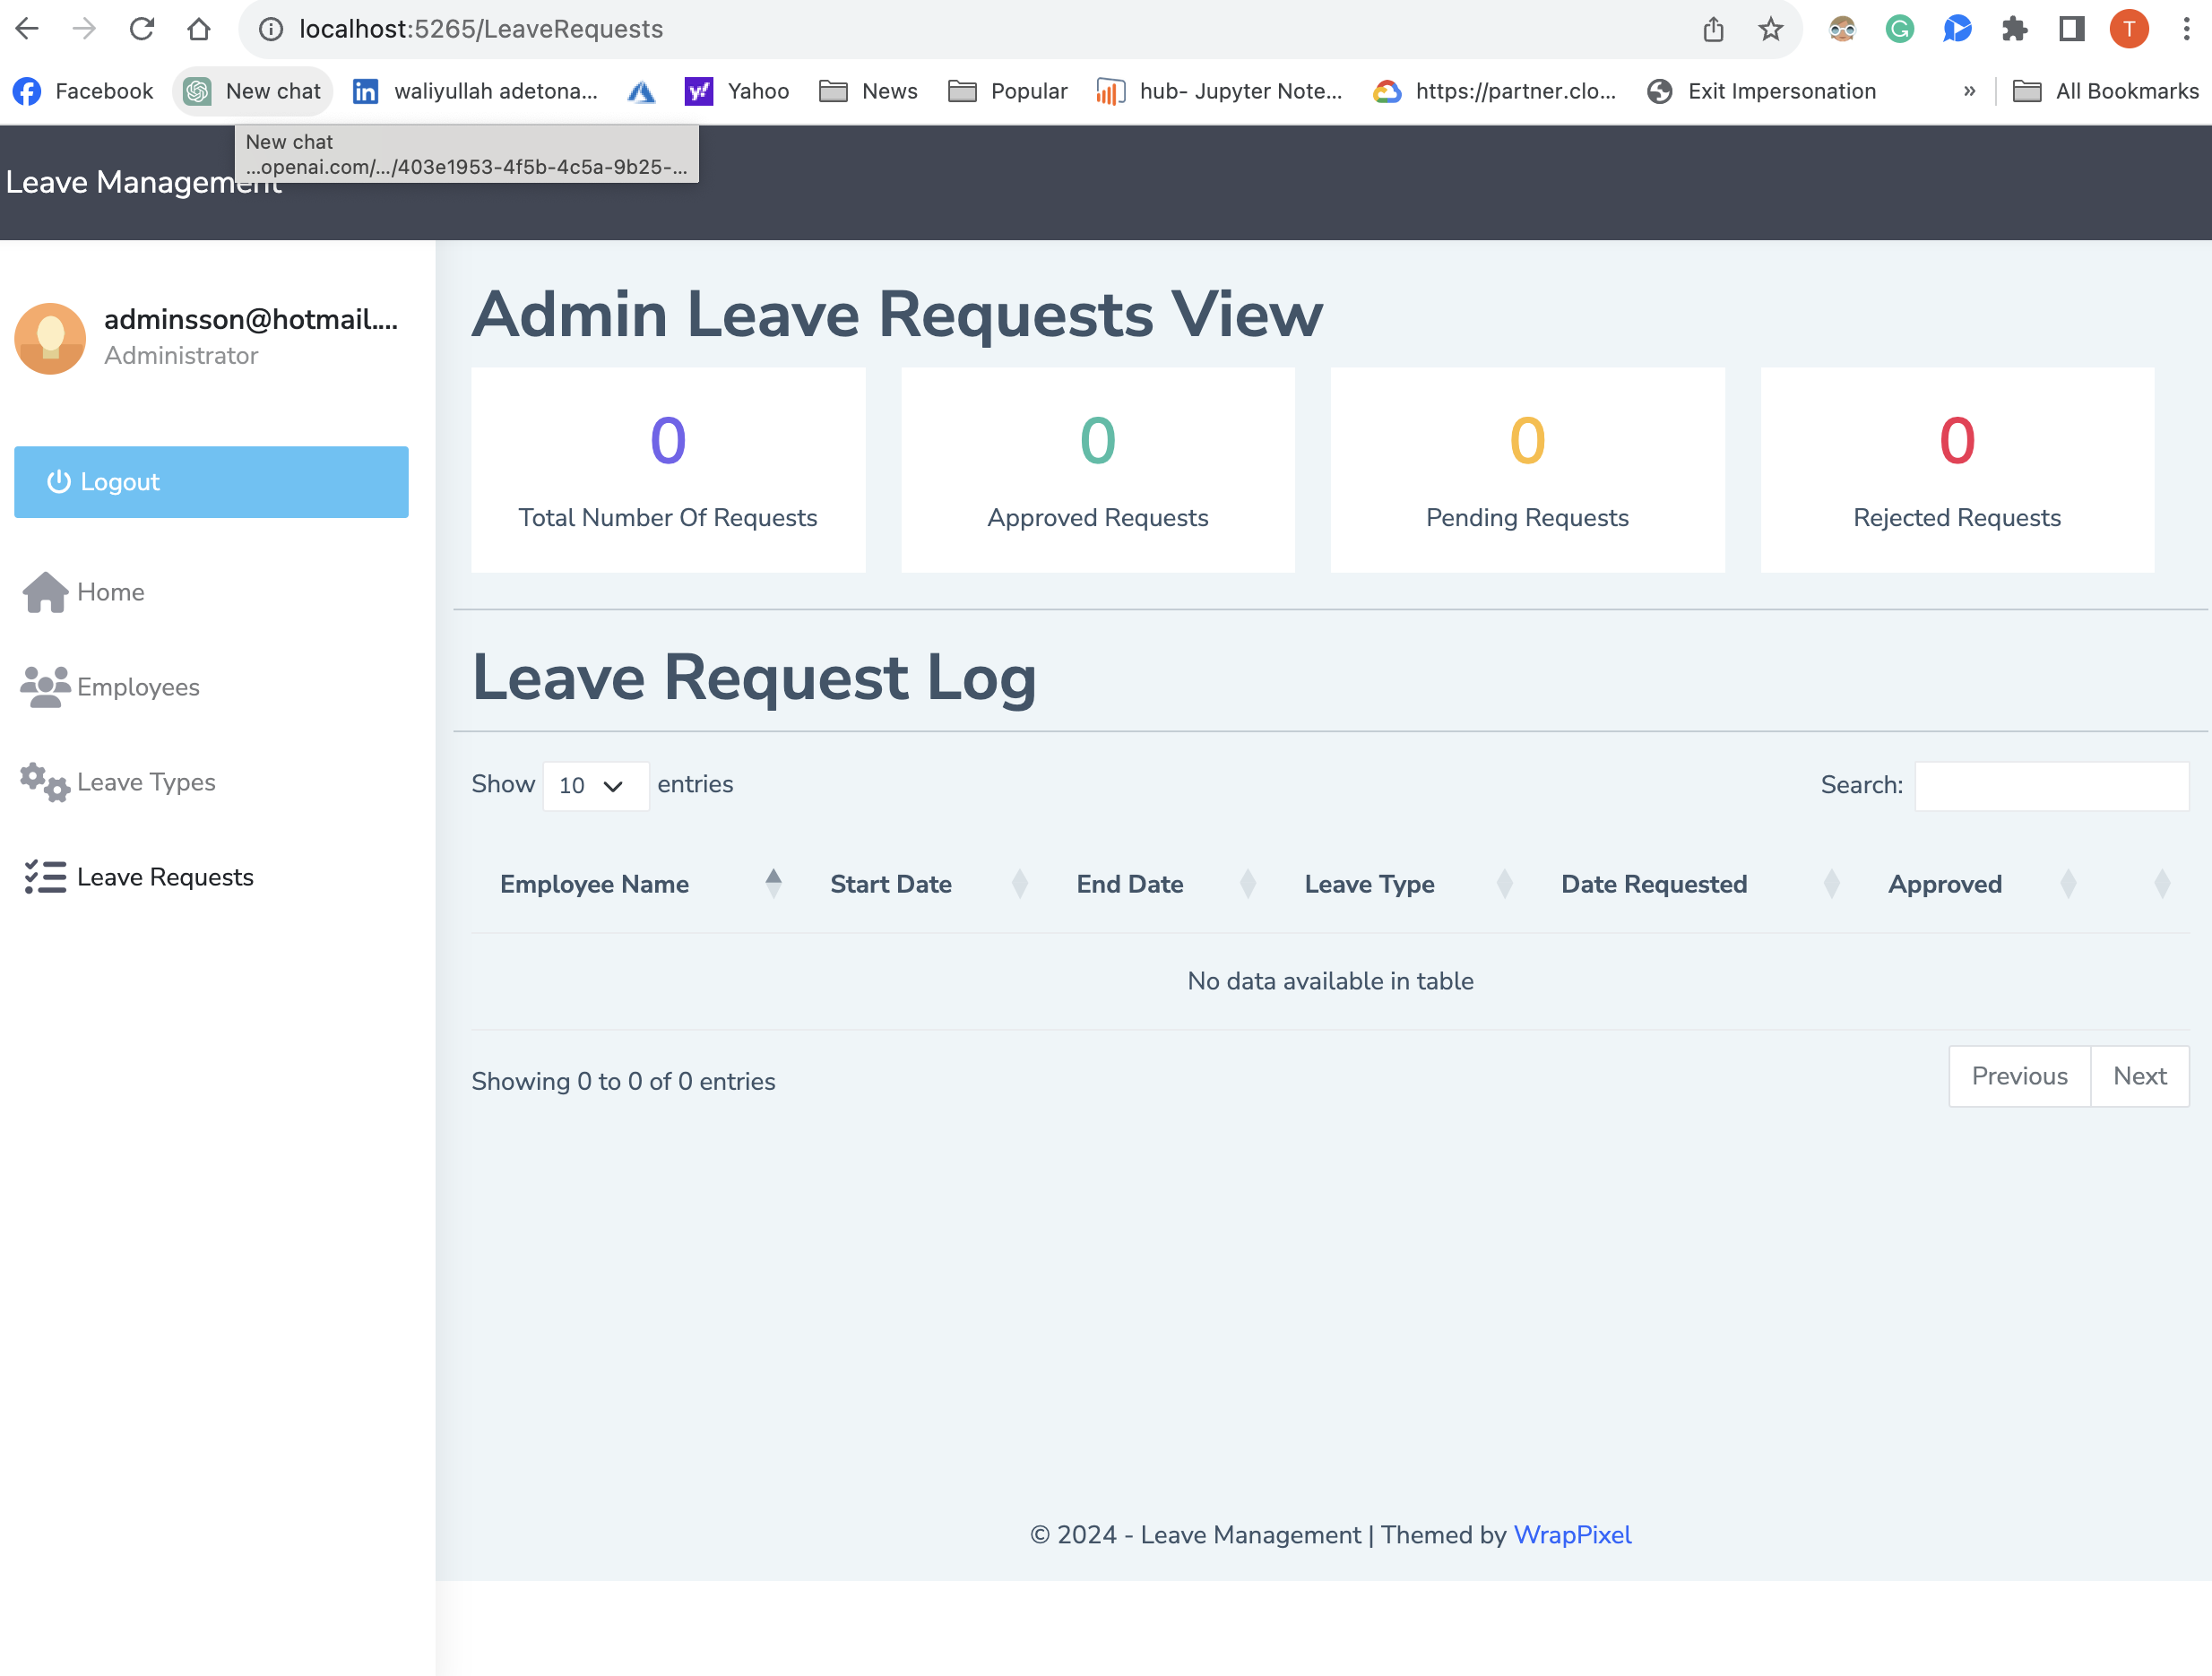 localhost:5265/LeaveRequests
T
Facebook New chat in waliyullah adetona... y! Yahoo News Popular hub- Jupyter Note... https://partner.clo... Exit Impersonation » All Bookmarks
New chat
...openai.com/.../403e1953-4f5b-4c5a-9b25-...
Leave Management
adminsson@hotmail....
Administrator
Logout
Home
Employees
Leave Types
Leave Requests
Admin Leave Requests View
0 0 0 0
Total Number Of Requests Approved Requests Pending Requests Rejected Requests
Leave Request Log
Show 10 entries Search:
Employee Name Start Date End Date Leave Type Date Requested Approved
No data available in table
Showing 0 to 0 of 0 entries Previous Next
© 2024 - Leave Management | Themed by WrapPixel